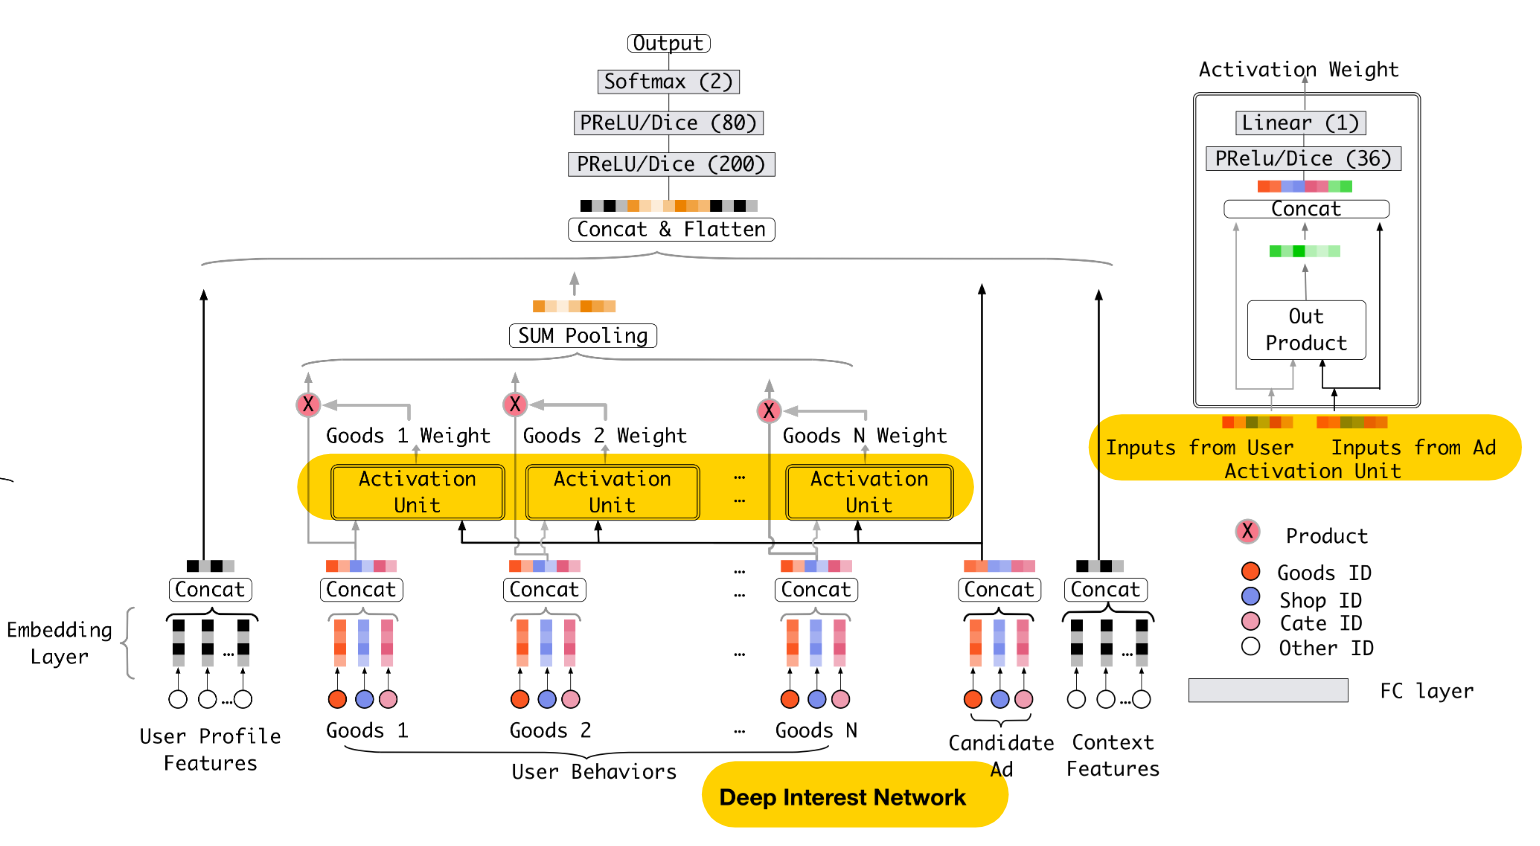 Output
Softmax (2)
PReLU/Dice (80)
PReLU/Dice (200)
Concat & Flatten
SUM Pooling
X
X
X
Goods 1 Weight
Goods 2 Weight
Goods N Weight
Activation
Unit
Activation
Unit
...
...
Activation
Unit
Concat
Concat
Concat
...
...
Concat
Concat
Concat
Embedding
Layer
...
...
...
...
...
User Profile
Features
Goods 1
Goods 2
...
Goods N
User Behaviors
Candidate
Ad
Context
Features
Deep Interest Network
Activation Weight
Linear (1)
PRelu/Dice (36)
Concat
Out
Product
Inputs from User
Inputs from Ad
Activation Unit
X
Product
Goods ID
Shop ID
Cate ID
Other ID
FC layer